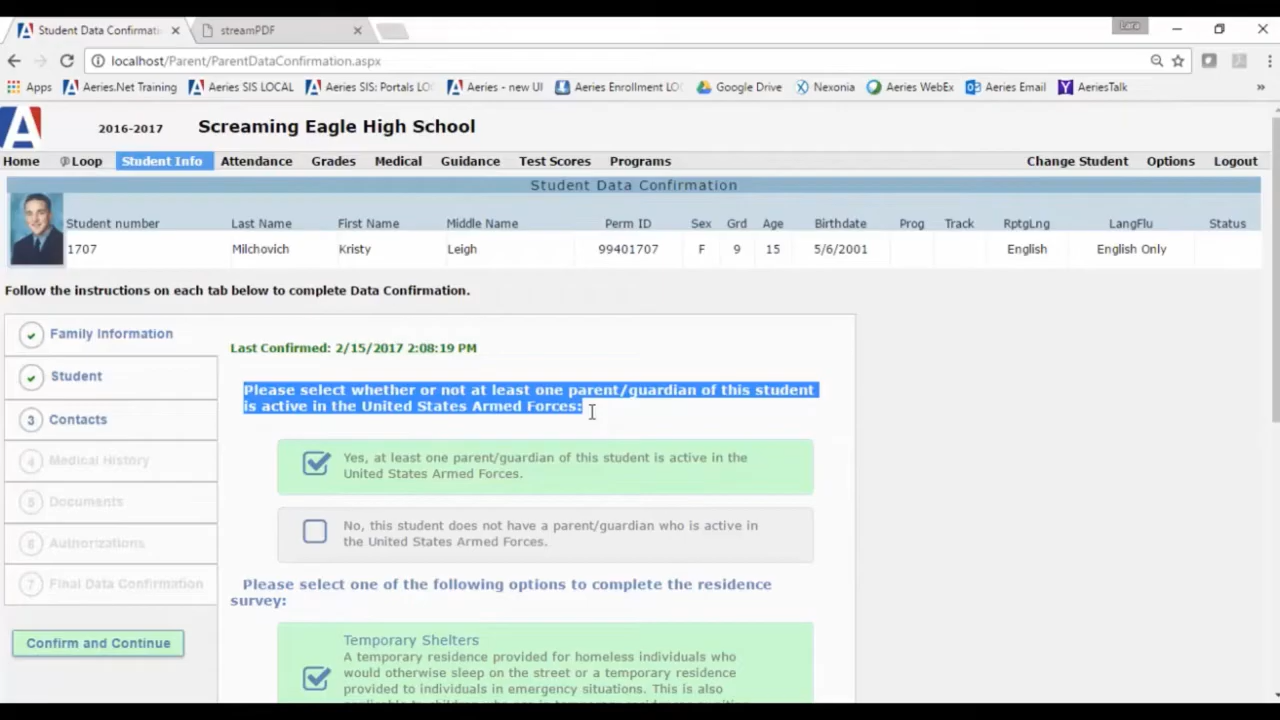 Student Data Confirmati
streamPDF
Lara
localhost/Parent/ParentDataConfirmation.aspx
Apps Aeries.Net Training Aeries SIS LOCAL Aeries SIS: Portals LO Aeries - new UI Aeries Enrollment LO Google Drive Nexonia Aeries WebEx Aeries Email AeriesTalk »
2016-2017 Screaming Eagle High School
Home Loop Student Info Attendance Grades Medical Guidance Test Scores Programs Change Student Options Logout
Student Data Confirmation
Student number Last Name First Name Middle Name Perm ID Sex Grd Age Birthdate Prog Track RptgLng LangFlu Status
1707 Milchovich Kristy Leigh 99401707 F 9 15 5/6/2001 English English Only
Follow the instructions on each tab below to complete Data Confirmation.
Family Information
Student
3 Contacts
4 Medical History
5 Documents
6 Authorizations
7 Final Data Confirmation
Confirm and Continue
Last Confirmed: 2/15/2017 2:08:19 PM
Please select whether or not at least one parent/guardian of this student
is active in the United States Armed Forces:
Yes, at least one parent/guardian of this student is active in the
United States Armed Forces.
No, this student does not have a parent/guardian who is active in
the United States Armed Forces.
Please select one of the following options to complete the residence
survey:
Temporary Shelters
A temporary residence provided for homeless individuals who
would otherwise sleep on the street or a temporary residence
provided to individuals in emergency situations. This is also